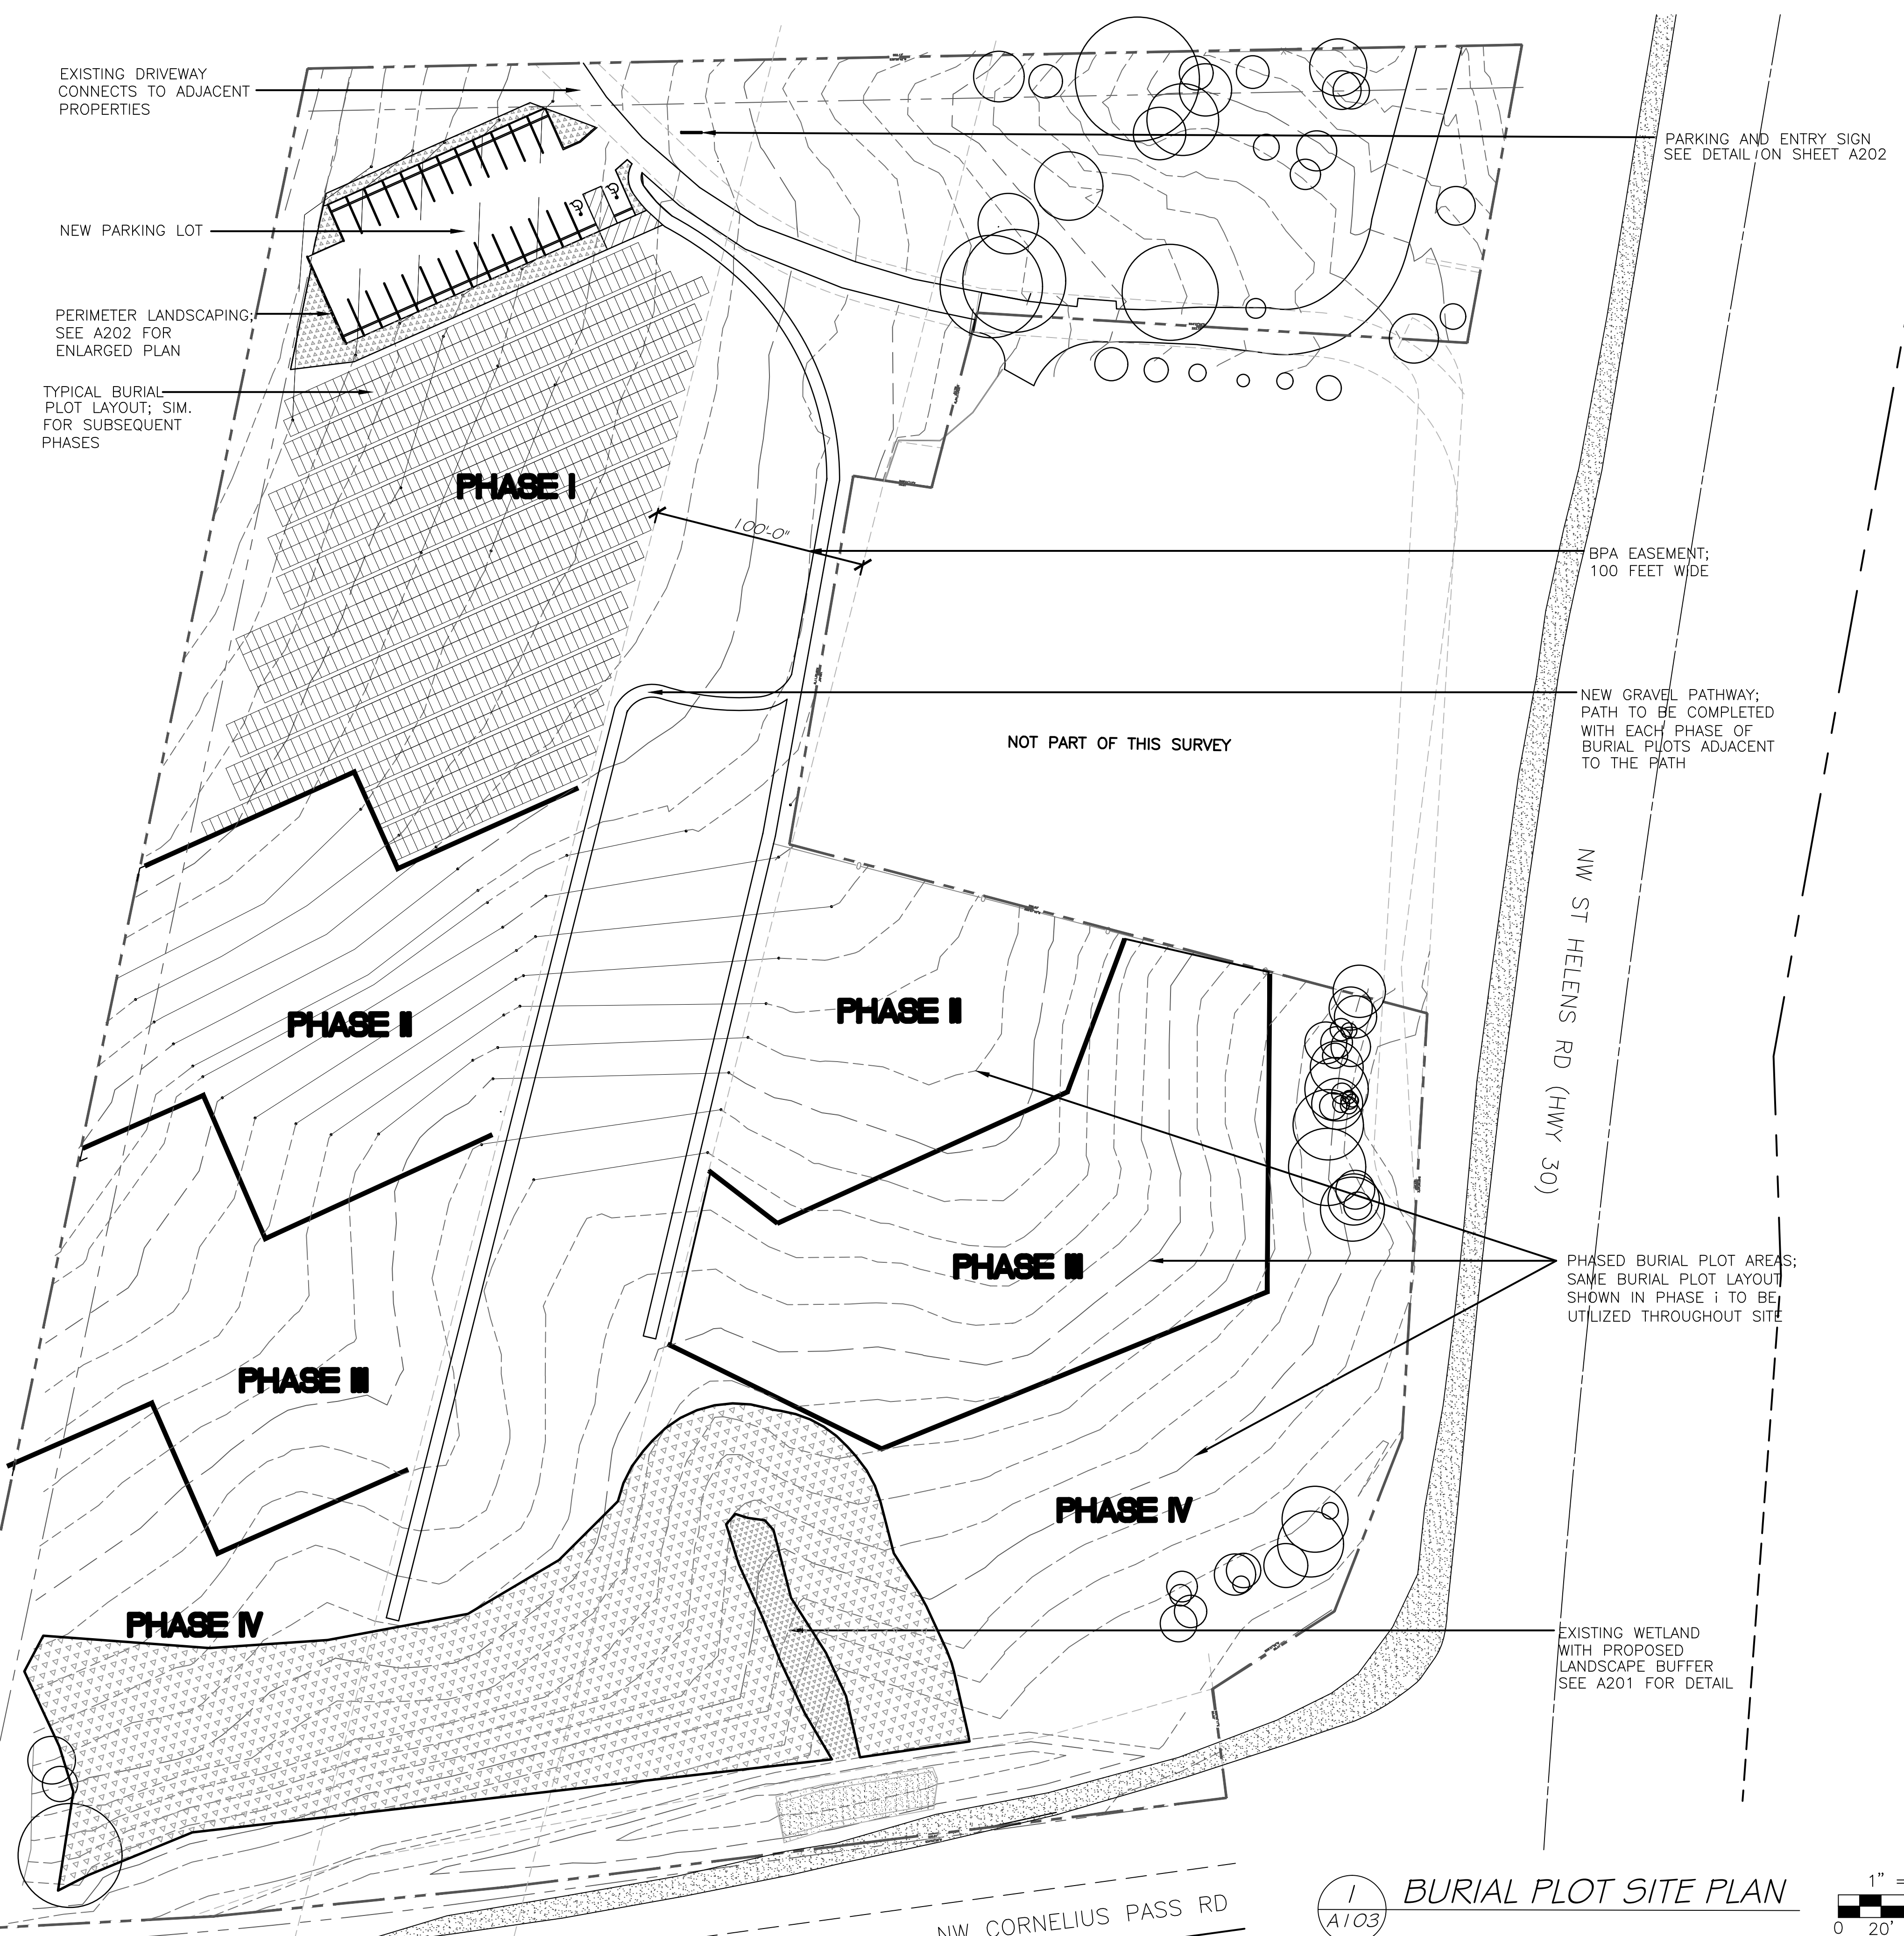 EXISTING DRIVEWAY
CONNECTS TO ADJACENT
PROPERTIES
PARKING AND ENTRY SIGN
SEE DETAIL ON SHEET A202
NEW PARKING LOT
PERIMETER LANDSCAPING;
SEE A202 FOR
ENLARGED PLAN
TYPICAL BURIAL
PLOT LAYOUT; SIM.
FOR SUBSEQUENT
PHASES
PHASE I
100'-0"
BPA EASEMENT;
100 FEET WIDE
NEW GRAVEL PATHWAY;
PATH TO BE COMPLETED
WITH EACH PHASE OF
BURIAL PLOTS ADJACENT
TO THE PATH
NOT PART OF THIS SURVEY
NW ST HELENS RD (HWY 30)
PHASE II
PHASE II
PHASE III
PHASED BURIAL PLOT AREAS;
SAME BURIAL PLOT LAYOUT
SHOWN IN PHASE i TO BE
UTILIZED THROUGHOUT SITE
PHASE III
PHASE IV
PHASE IV
EXISTING WETLAND
WITH PROPOSED
LANDSCAPE BUFFER
SEE A201 FOR DETAIL
NW CORNELIUS PASS RD
1
A103
BURIAL PLOT SITE PLAN
1" =
0 20'